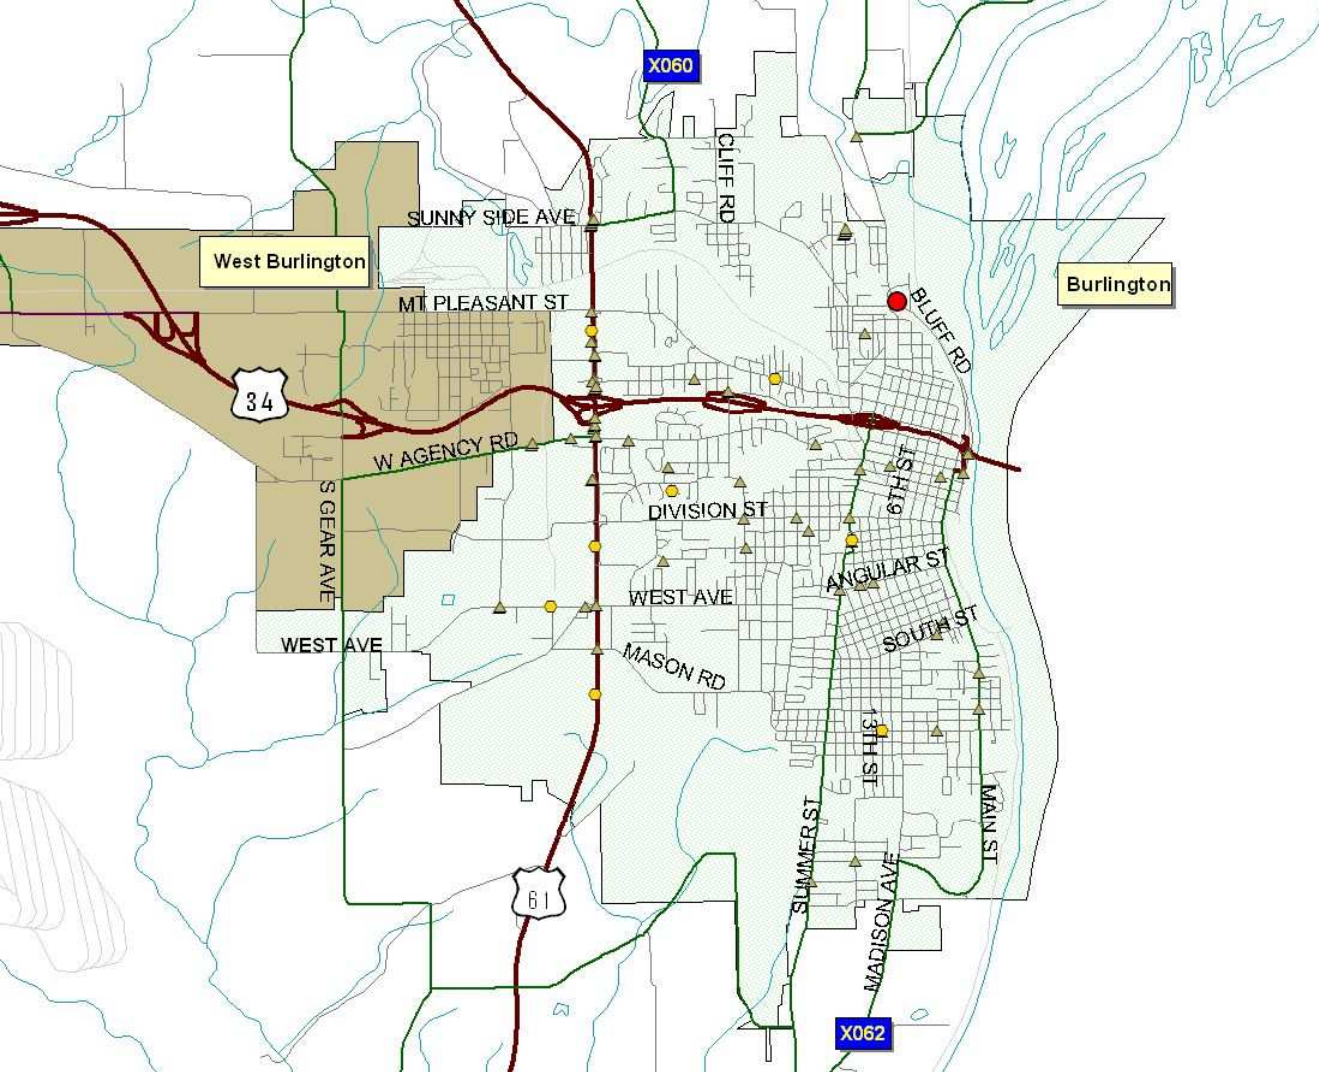 X060
CLIFF RD
SUNNY SIDE AVE
West Burlington
Burlington
MT PLEASANT ST
BLUFF RD
34
W AGENCY RD
6TH ST
S GEAR AVE
DIVISION ST
ANGULAR ST
WEST AVE
SOUTH ST
WEST AVE
MASON RD
13TH ST
MAIN ST
SUMMER ST
MADISON AVE
61
X062